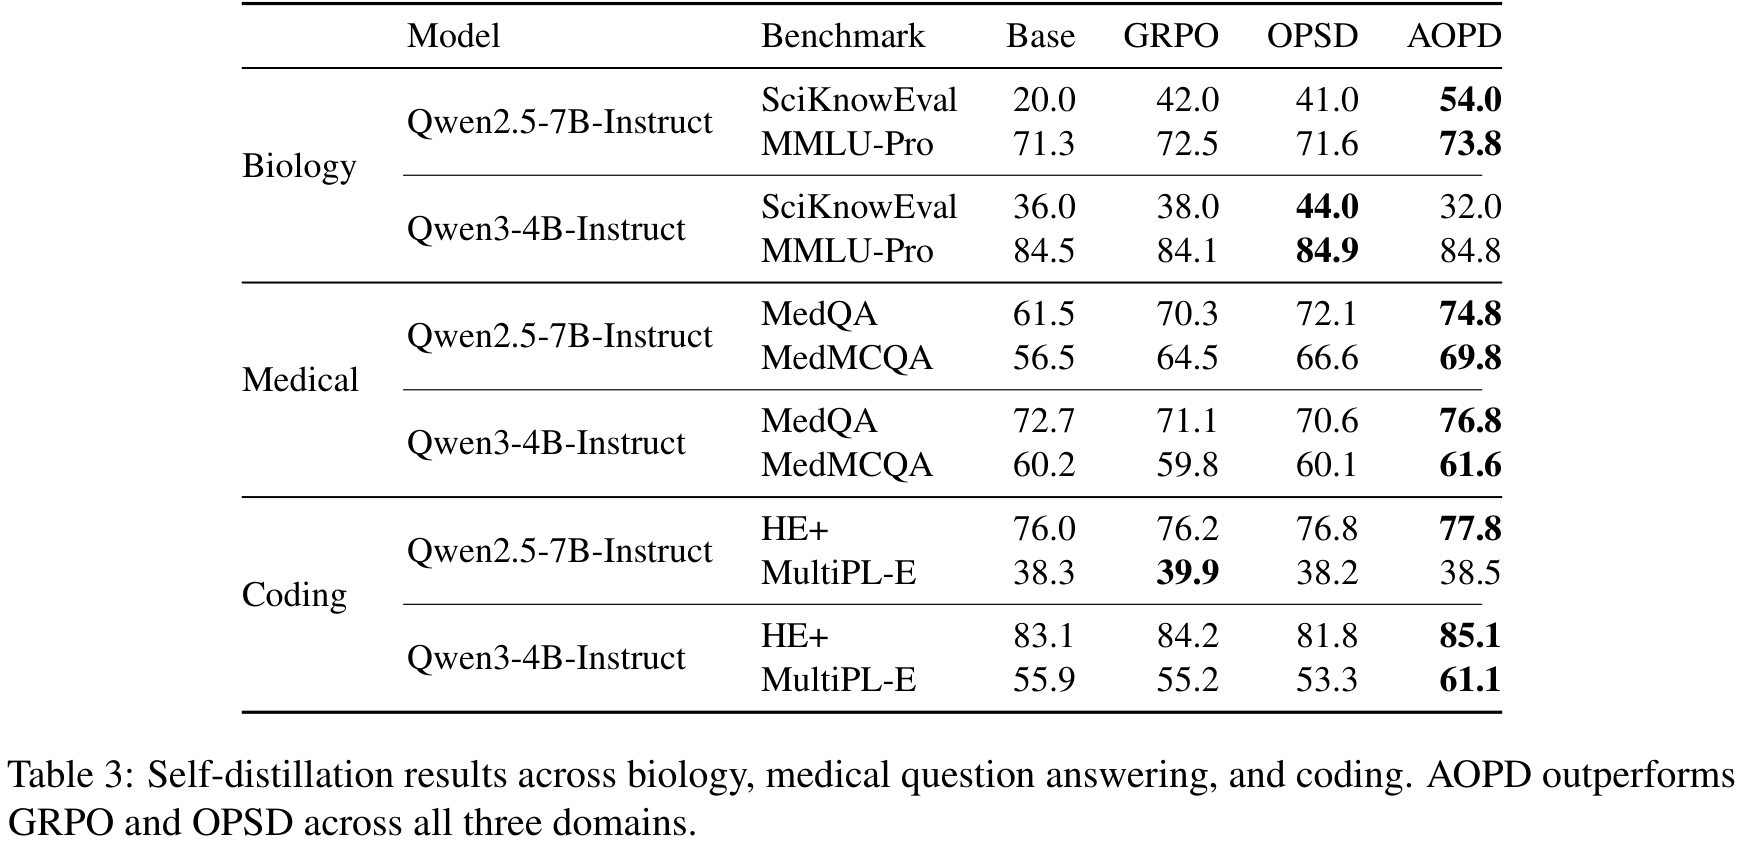 Model Benchmark Base GRPO OPSD AOPD
Biology
Qwen2.5-7B-Instruct
SciKnowEval 20.0 42.0 41.0 54.0
MMLU-Pro 71.3 72.5 71.6 73.8
Qwen3-4B-Instruct
SciKnowEval 36.0 38.0 44.0 32.0
MMLU-Pro 84.5 84.1 84.9 84.8
Medical
Qwen2.5-7B-Instruct
MedQA 61.5 70.3 72.1 74.8
MedMCQA 56.5 64.5 66.6 69.8
Qwen3-4B-Instruct
MedQA 72.7 71.1 70.6 76.8
MedMCQA 60.2 59.8 60.1 61.6
Coding
Qwen2.5-7B-Instruct
HE+ 76.0 76.2 76.8 77.8
MultiPL-E 38.3 39.9 38.2 38.5
Qwen3-4B-Instruct
HE+ 83.1 84.2 81.8 85.1
MultiPL-E 55.9 55.2 53.3 61.1
Table 3: Self-distillation results across biology, medical question answering, and coding. AOPD outperforms
GRPO and OPSD across all three domains.